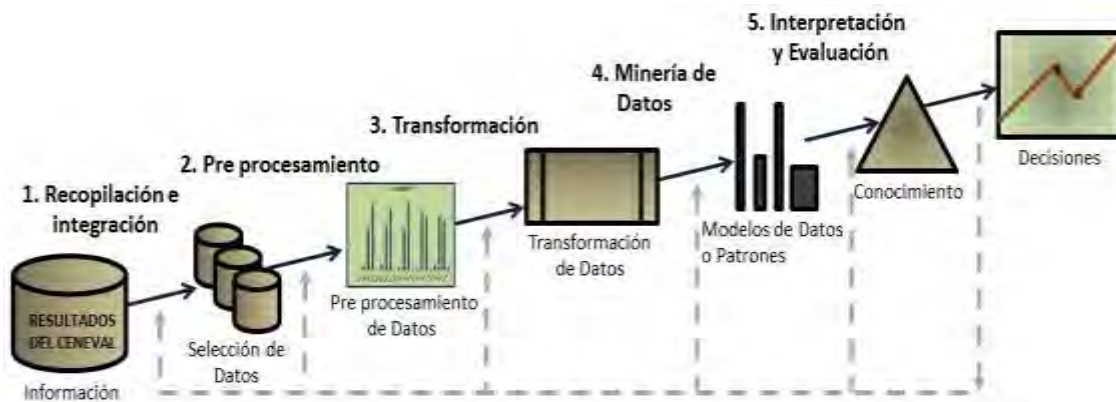 1. Recopilación e
integración
RESULTADOS
DEL CENEVAL
Información
2. Pre procesamiento
Selección de
Datos
3. Transformación
Pre procesamiento
de Datos
4. Minería de
Datos
Transformación
de Datos
5. Interpretación
y Evaluación
Modelos de Datos
o Patrones
Conocimiento
Decisiones